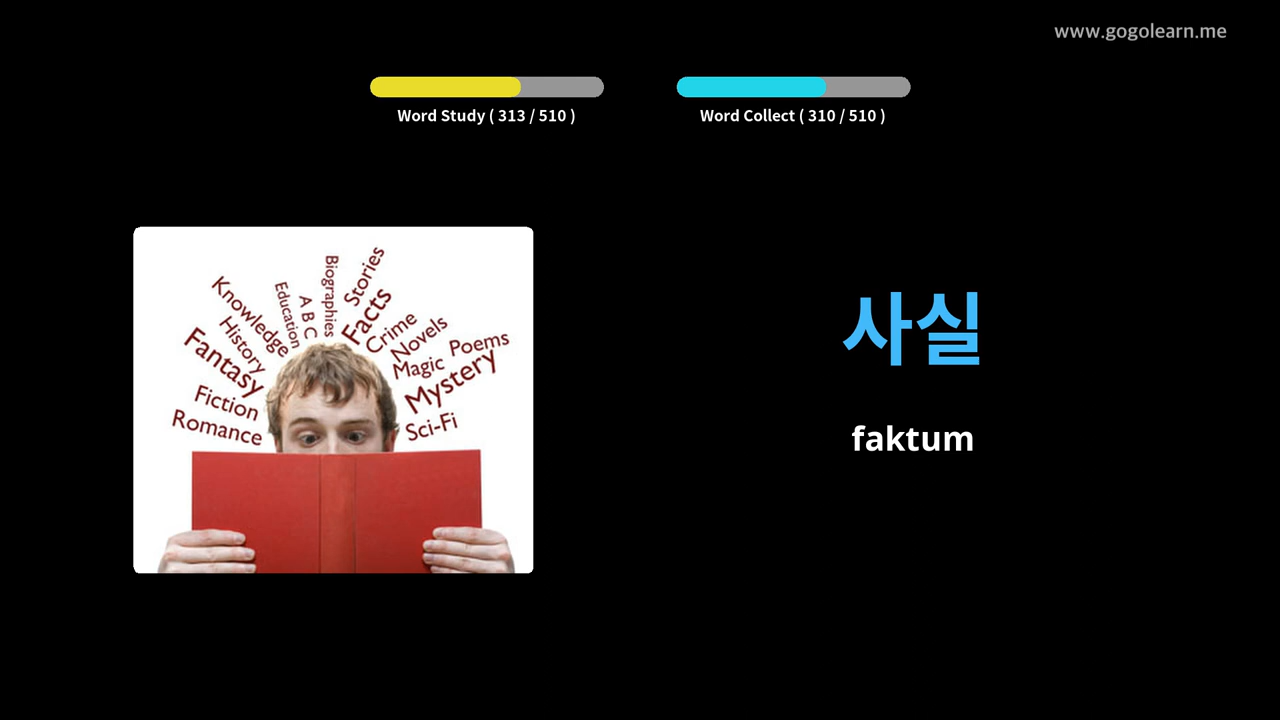 www.gogolearn.me
Word Study ( 313 / 510 )
Word Collect ( 310 / 510 )
Biographies
Stories
Education
A B C
Facts
Knowledge
Crime
History
Novels
Fantasy
Magic
Poems
Mystery
Fiction
Romance
Sci-Fi
사실
faktum